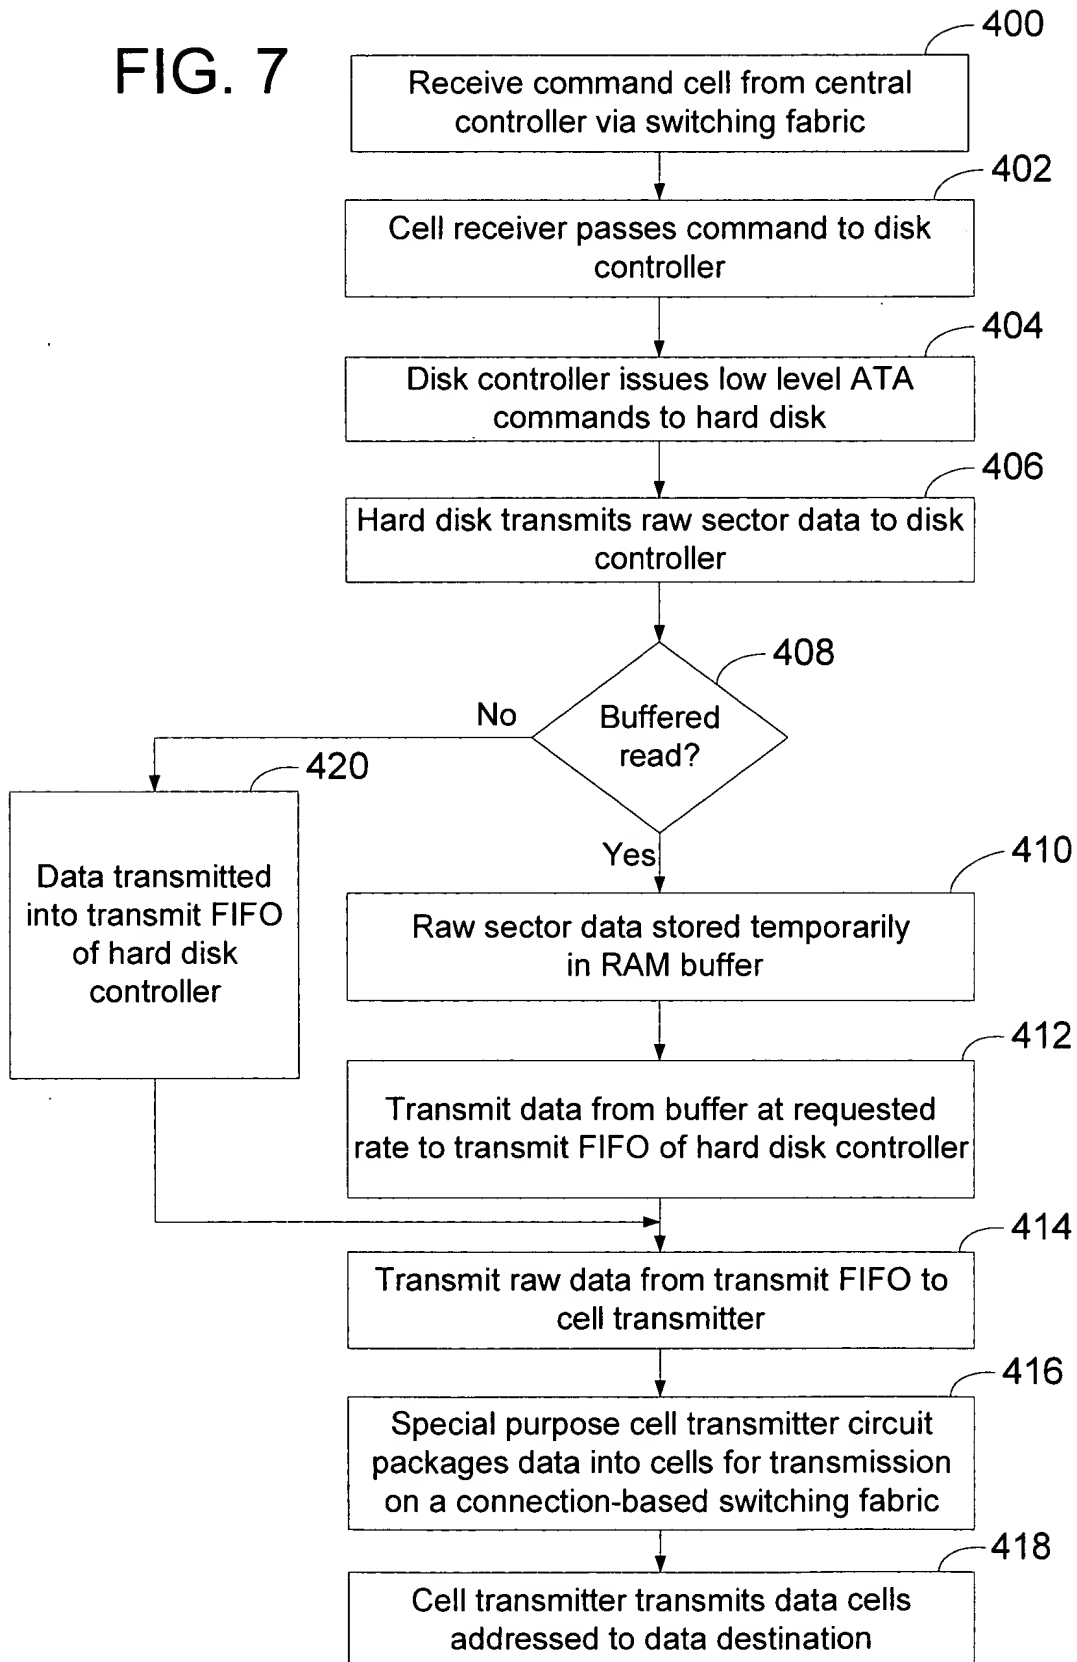 FIG. 7
400
Receive command cell from central
controller via switching fabric
402
Cell receiver passes command to disk
controller
404
Disk controller issues low level ATA
commands to hard disk
406
Hard disk transmits raw sector data to disk
controller
408
Buffered
read?
No
Yes
420
Data transmitted
into transmit FIFO
of hard disk
controller
410
Raw sector data stored temporarily
in RAM buffer
412
Transmit data from buffer at requested
rate to transmit FIFO of hard disk controller
414
Transmit raw data from transmit FIFO to
cell transmitter
416
Special purpose cell transmitter circuit
packages data into cells for transmission
on a connection-based switching fabric
418
Cell transmitter transmits data cells
addressed to data destination